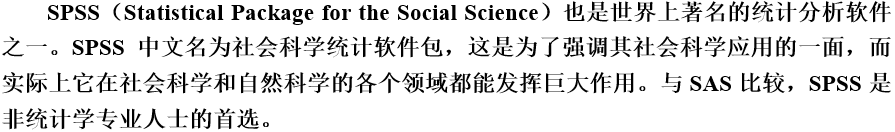 SPSS（Statistical Package for the Social Science）也是世界上著名的统计分析软件
之一。SPSS 中文名为社会科学统计软件包，这是为了强调其社会科学应用的一面，而
实际上它在社会科学和自然科学的各个领域都能发挥巨大作用。与 SAS 比较，SPSS 是
非统计学专业人士的首选。